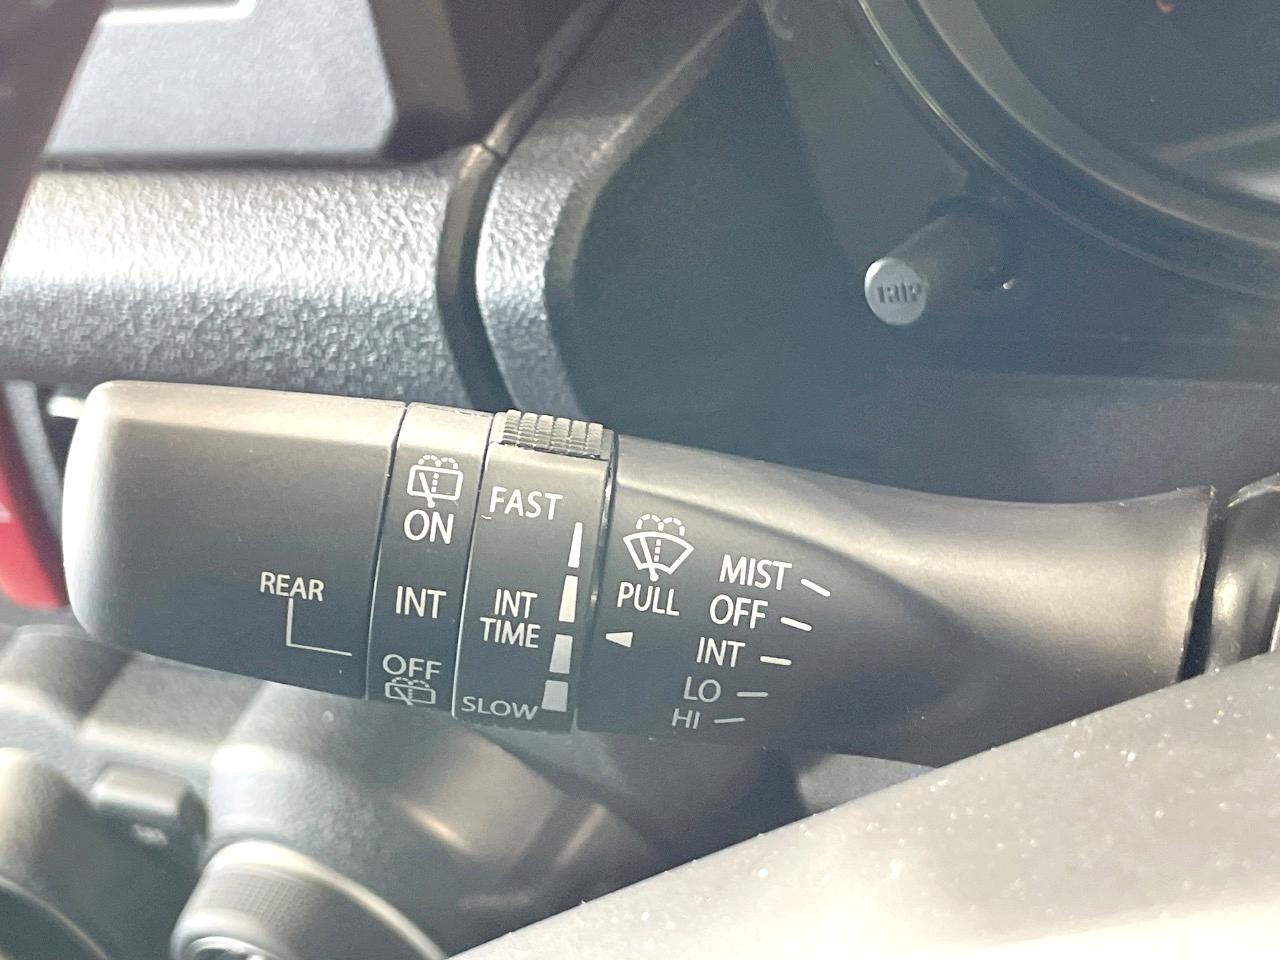 TRIP
REAR
ON
INT
OFF
FAST
INT
TIME
SLOW
PULL
MIST
OFF
INT
LO
HI